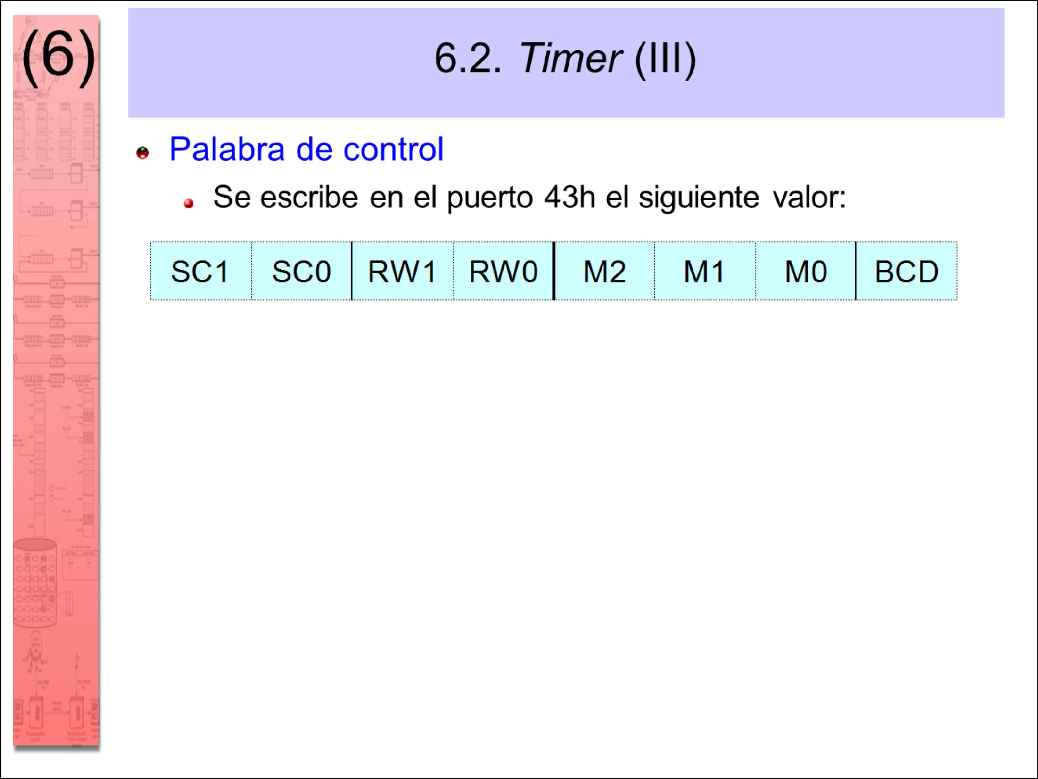 (6)
6.2. Timer (III)
Palabra de control
Se escribe en el puerto 43h el siguiente valor:
SC1 SC0 RW1 RW0 M2 M1 M0 BCD